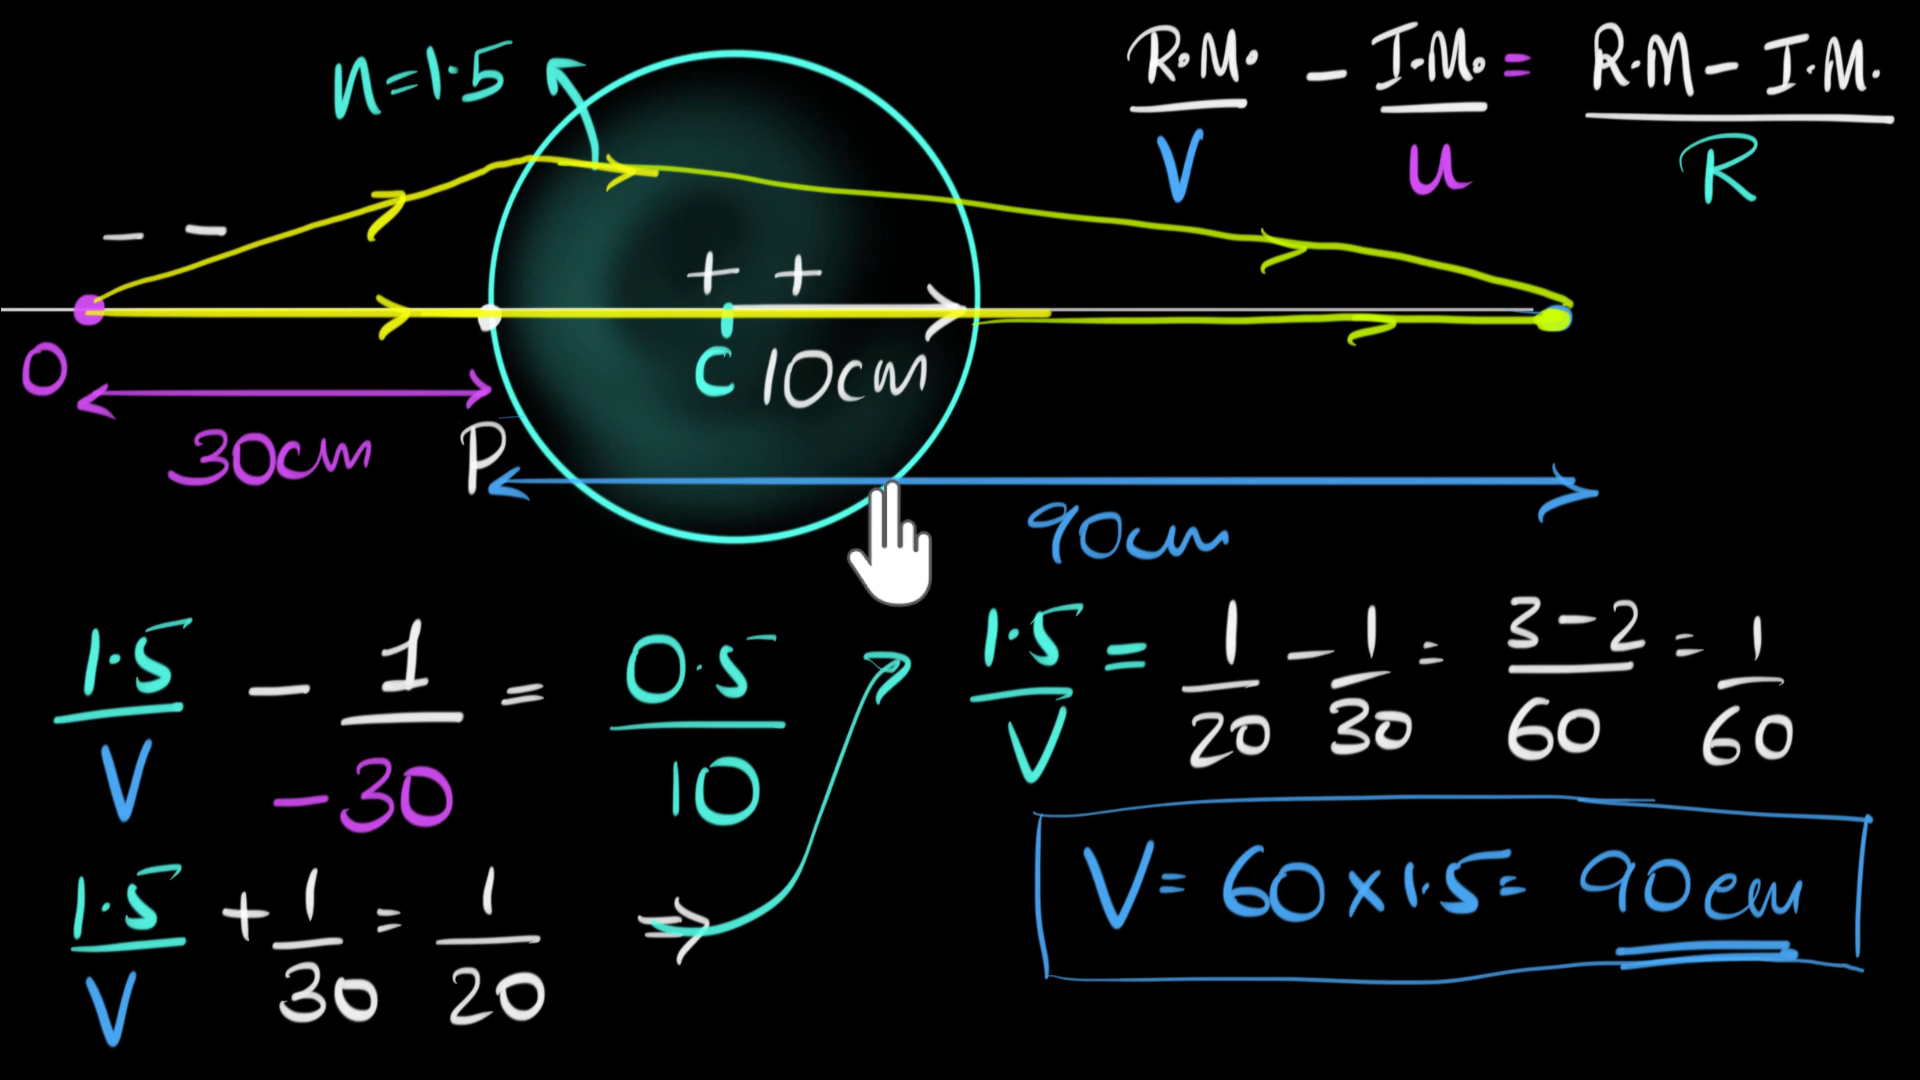 n=1.5
R.M. / V - I.M. / u = R.M - I.M. / R
- -
+ +
O
C 10cm
30cm
P
90cm
1.5/V - 1/-30 = 0.5/10
1.5/V + 1/30 = 1/20 ⇒
1.5/V = 1/20 - 1/30 = 3-2/60 = 1/60
V= 60 x 1.5 = 90cm